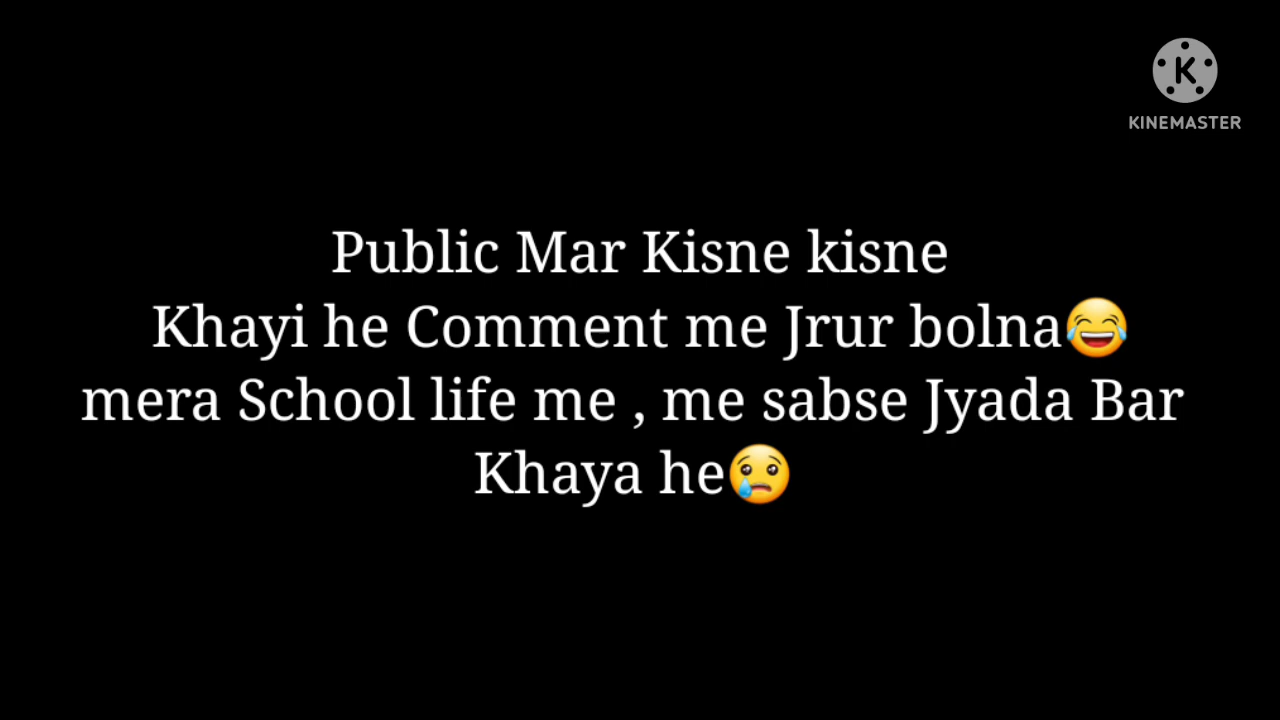 KINEMASTER
Public Mar Kisne kisne
Khayi he Comment me Jrur bolna😂
mera School life me , me sabse Jyada Bar
Khaya he😢